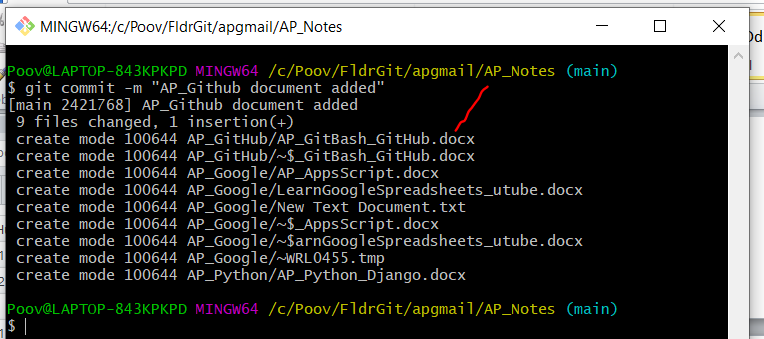 MINGW64:/c/Poov/FldrGit/apgmail/AP_Notes
Poov@LAPTOP-843KPKPD MINGW64 /c/Poov/FldrGit/apgmail/AP_Notes (main)
$ git commit -m "AP_Github document added"
[main 2421768] AP_Github document added
 9 files changed, 1 insertion(+)
 create mode 100644 AP_GitHub/AP_GitBash_GitHub.docx
 create mode 100644 AP_GitHub/~$_GitBash_GitHub.docx
 create mode 100644 AP_Google/AP_AppsScript.docx
 create mode 100644 AP_Google/LearnGoogleSpreadsheets_utube.docx
 create mode 100644 AP_Google/New Text Document.txt
 create mode 100644 AP_Google/~$_AppsScript.docx
 create mode 100644 AP_Google/~$arnGoogleSpreadsheets_utube.docx
 create mode 100644 AP_Google/~WRL0455.tmp
 create mode 100644 AP_Python/AP_Python_Django.docx
Poov@LAPTOP-843KPKPD MINGW64 /c/Poov/FldrGit/apgmail/AP_Notes (main)
$